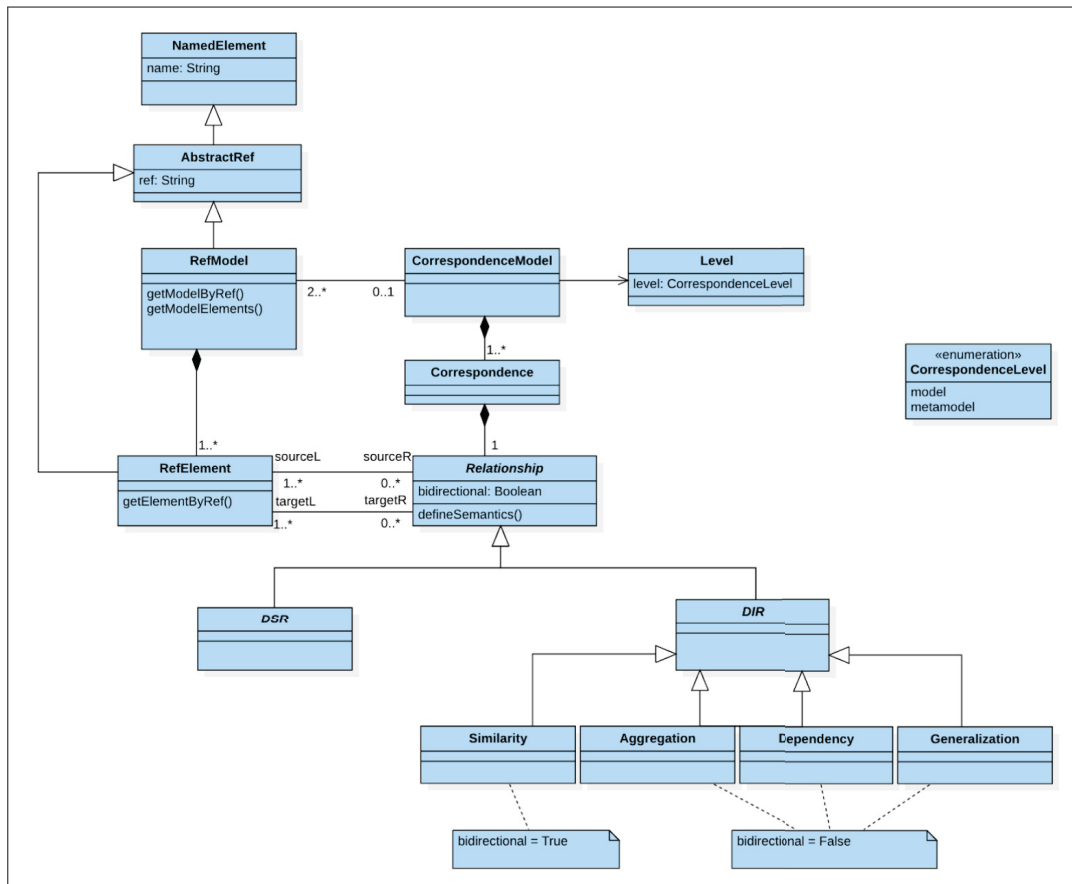 NamedElement
name: String
AbstractRef
ref: String
RefModel
getModelByRef()
getModelElements()
2..*
0..1
CorrespondenceModel
Level
level: CorrespondenceLevel
1..*
Correspondence
«enumeration»
CorrespondenceLevel
model
metamodel
1..*
1
RefElement
getElementByRef()
sourceL
sourceR
1..*
0..*
targetL
targetR
1..*
0..*
Relationship
bidirectional: Boolean
defineSemantics()
DSR
DIR
Similarity
Aggregation
Dependency
Generalization
bidirectional = True
bidirectional = False